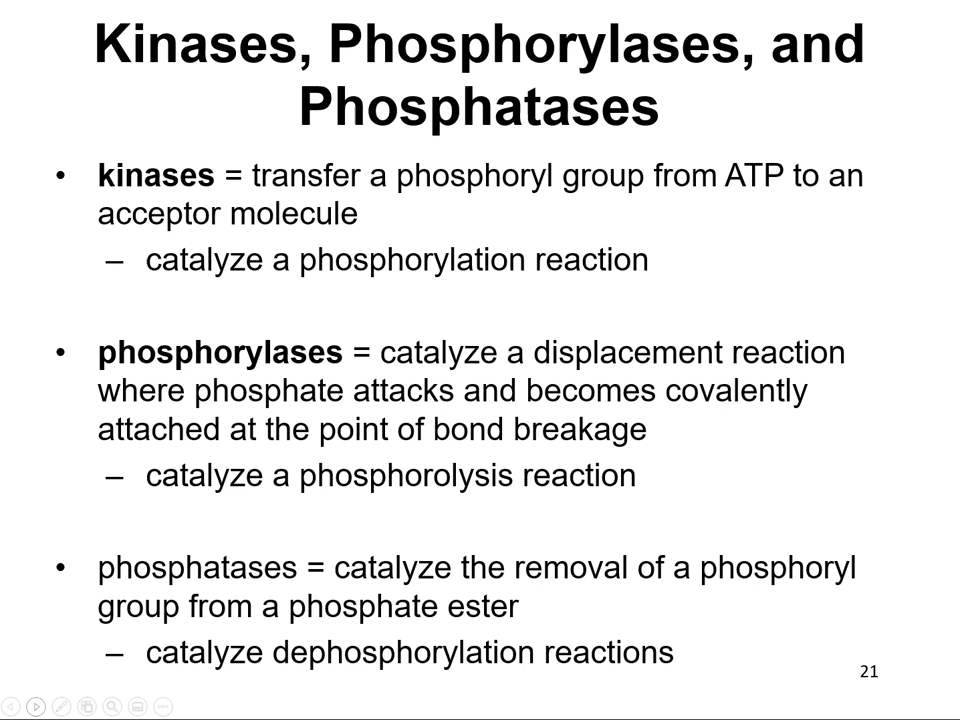 Kinases, Phosphorylases, and
Phosphatases
• kinases = transfer a phosphoryl group from ATP to an
acceptor molecule
– catalyze a phosphorylation reaction
• phosphorylases = catalyze a displacement reaction
where phosphate attacks and becomes covalently
attached at the point of bond breakage
– catalyze a phosphorolysis reaction
• phosphatases = catalyze the removal of a phosphoryl
group from a phosphate ester
– catalyze dephosphorylation reactions
21